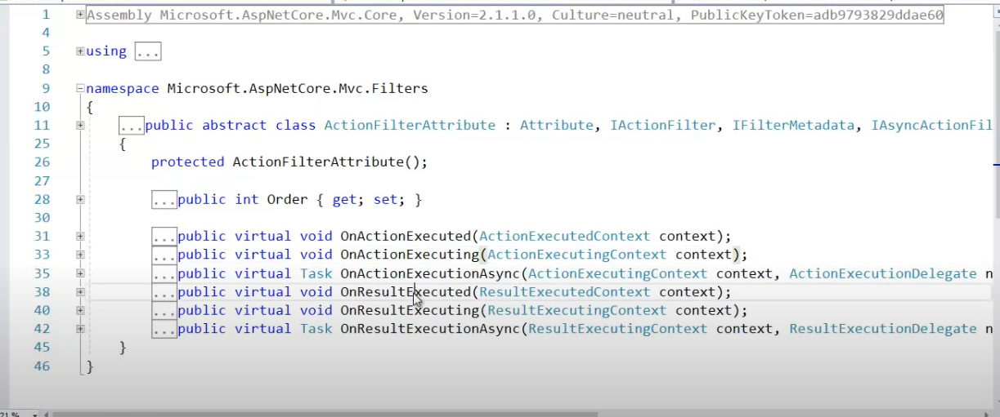 1 Assembly Microsoft.AspNetCore.Mvc.Core, Version=2.1.1.0, Culture=neutral, PublicKeyToken=adb9793829ddae60
4
5 using ...
8
9 namespace Microsoft.AspNetCore.Mvc.Filters
10 {
11 ...public abstract class ActionFilterAttribute : Attribute, IActionFilter, IFilterMetadata, IAsyncActionFil
25 {
26 protected ActionFilterAttribute();
27
28 ...public int Order { get; set; }
30
31 ...public virtual void OnActionExecuted(ActionExecutedContext context);
33 ...public virtual void OnActionExecuting(ActionExecutingContext context);
35 ...public virtual Task OnActionExecutionAsync(ActionExecutingContext context, ActionExecutionDelegate n
38 ...public virtual void OnResultExecuted(ResultExecutedContext context);
40 ...public virtual void OnResultExecuting(ResultExecutingContext context);
42 ...public virtual Task OnResultExecutionAsync(ResultExecutingContext context, ResultExecutionDelegate n
45 }
46 }
21 %